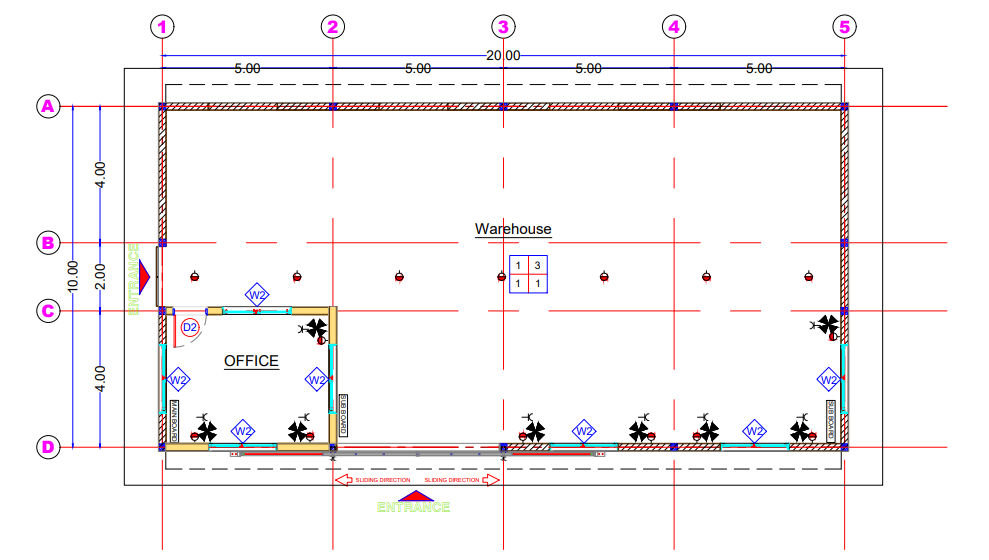 1 2 3 4 5
20.00
5.00 5.00 5.00 5.00
A
4.00
Warehouse
B
ENTRANCE
10.00
2.00
1 3
1 1
W2
C
D2
OFFICE
4.00
W2
W2
W2
MAIN BOARD
SUB BOARD
SUB BOARD
W2
W2
W2
D
SLIDING DIRECTION SLIDING DIRECTION
ENTRANCE